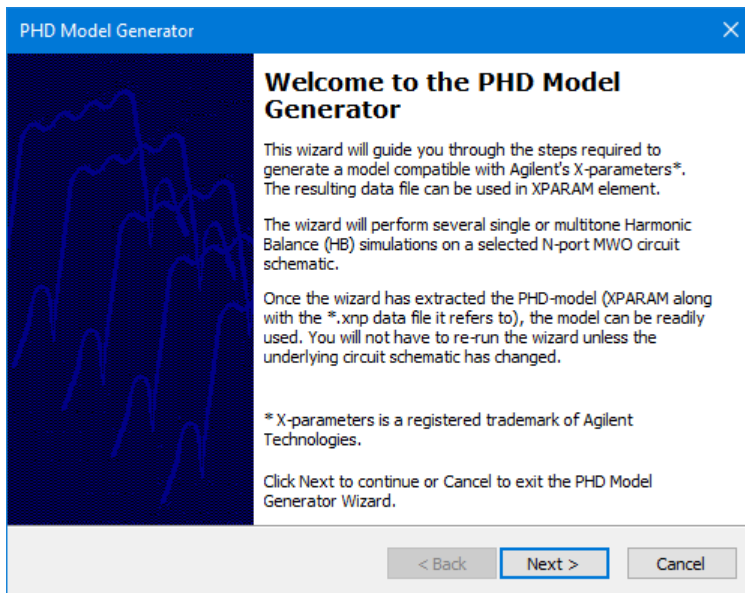 PHD Model Generator
Welcome to the PHD Model
Generator
This wizard will guide you through the steps required to
generate a model compatible with Agilent's X-parameters*.
The resulting data file can be used in XPARAM element.
The wizard will perform several single or multitone Harmonic
Balance (HB) simulations on a selected N-port MWO circuit
schematic.
Once the wizard has extracted the PHD-model (XPARAM along
with the *.xnp data file it refers to), the model can be readily
used. You will not have to re-run the wizard unless the
underlying circuit schematic has changed.
* X-parameters is a registered trademark of Agilent
Technologies.
Click Next to continue or Cancel to exit the PHD Model
Generator Wizard.
< Back Next > Cancel